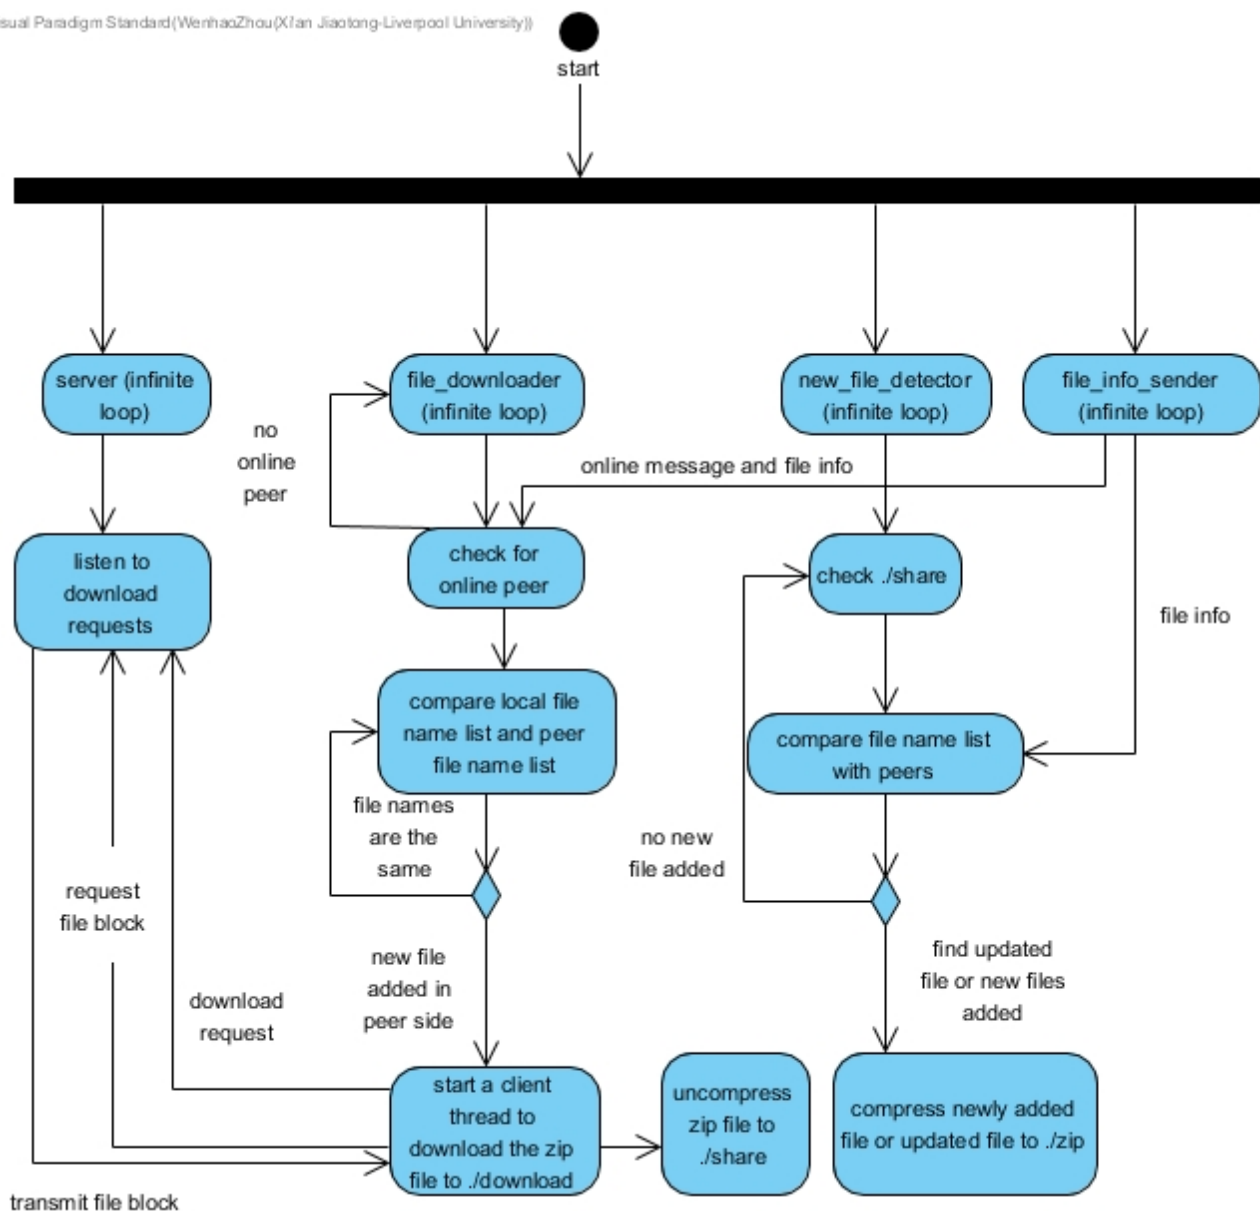 sual Paradigm Standard(WenhaoZhou(Xi'an Jiaotong-Liverpool University))
start
server (infinite
loop)
file_downloader
(infinite loop)
new_file_detector
(infinite loop)
file_info_sender
(infinite loop)
no
online
peer
online message and file info
listen to
download
requests
check for
online peer
check ./share
file info
compare local file
name list and peer
file name list
compare file name list
with peers
file names
are the
same
no new
file added
request
file block
new file
added in
peer side
find updated
file or new files
added
download
request
start a client
thread to
download the zip
file to ./download
uncompress
zip file to
./share
compress newly added
file or updated file to ./zip
transmit file block